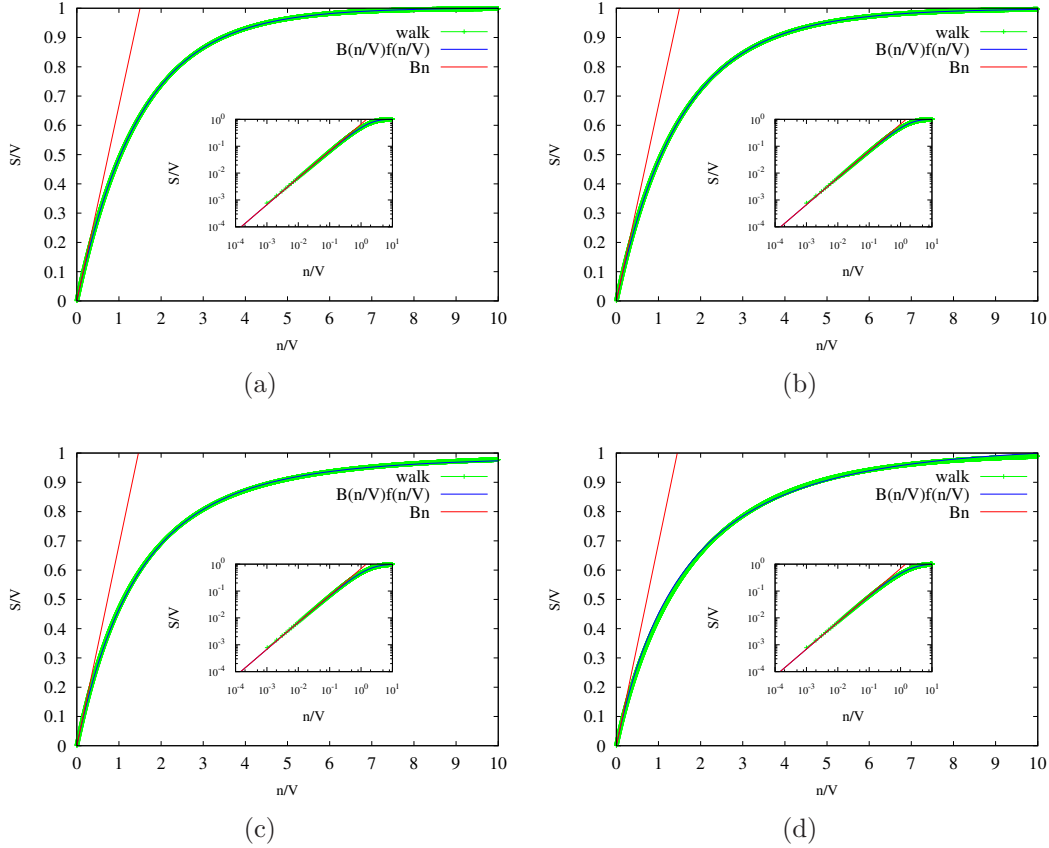 1
0.9
0.8
0.7
0.6
0.5
0.4
0.3
0.2
0.1
0
S/V
0 1 2 3 4 5 6 7 8 9 10
n/V
walk
B(n/V)f(n/V)
Bn
10^0
10^-1
10^-2
10^-3
10^-4
S/V
10^-4 10^-3 10^-2 10^-1 10^0 10^1
n/V
(a)
1
0.9
0.8
0.7
0.6
0.5
0.4
0.3
0.2
0.1
0
S/V
0 1 2 3 4 5 6 7 8 9 10
n/V
walk
B(n/V)f(n/V)
Bn
10^0
10^-1
10^-2
10^-3
10^-4
S/V
10^-4 10^-3 10^-2 10^-1 10^0 10^1
n/V
(b)
1
0.9
0.8
0.7
0.6
0.5
0.4
0.3
0.2
0.1
0
S/V
0 1 2 3 4 5 6 7 8 9 10
n/V
walk
B(n/V)f(n/V)
Bn
10^0
10^-1
10^-2
10^-3
10^-4
S/V
10^-4 10^-3 10^-2 10^-1 10^0 10^1
n/V
(c)
1
0.9
0.8
0.7
0.6
0.5
0.4
0.3
0.2
0.1
0
S/V
0 1 2 3 4 5 6 7 8 9 10
n/V
walk
B(n/V)f(n/V)
Bn
10^0
10^-1
10^-2
10^-3
10^-4
S/V
10^-4 10^-3 10^-2 10^-1 10^0 10^1
n/V
(d)